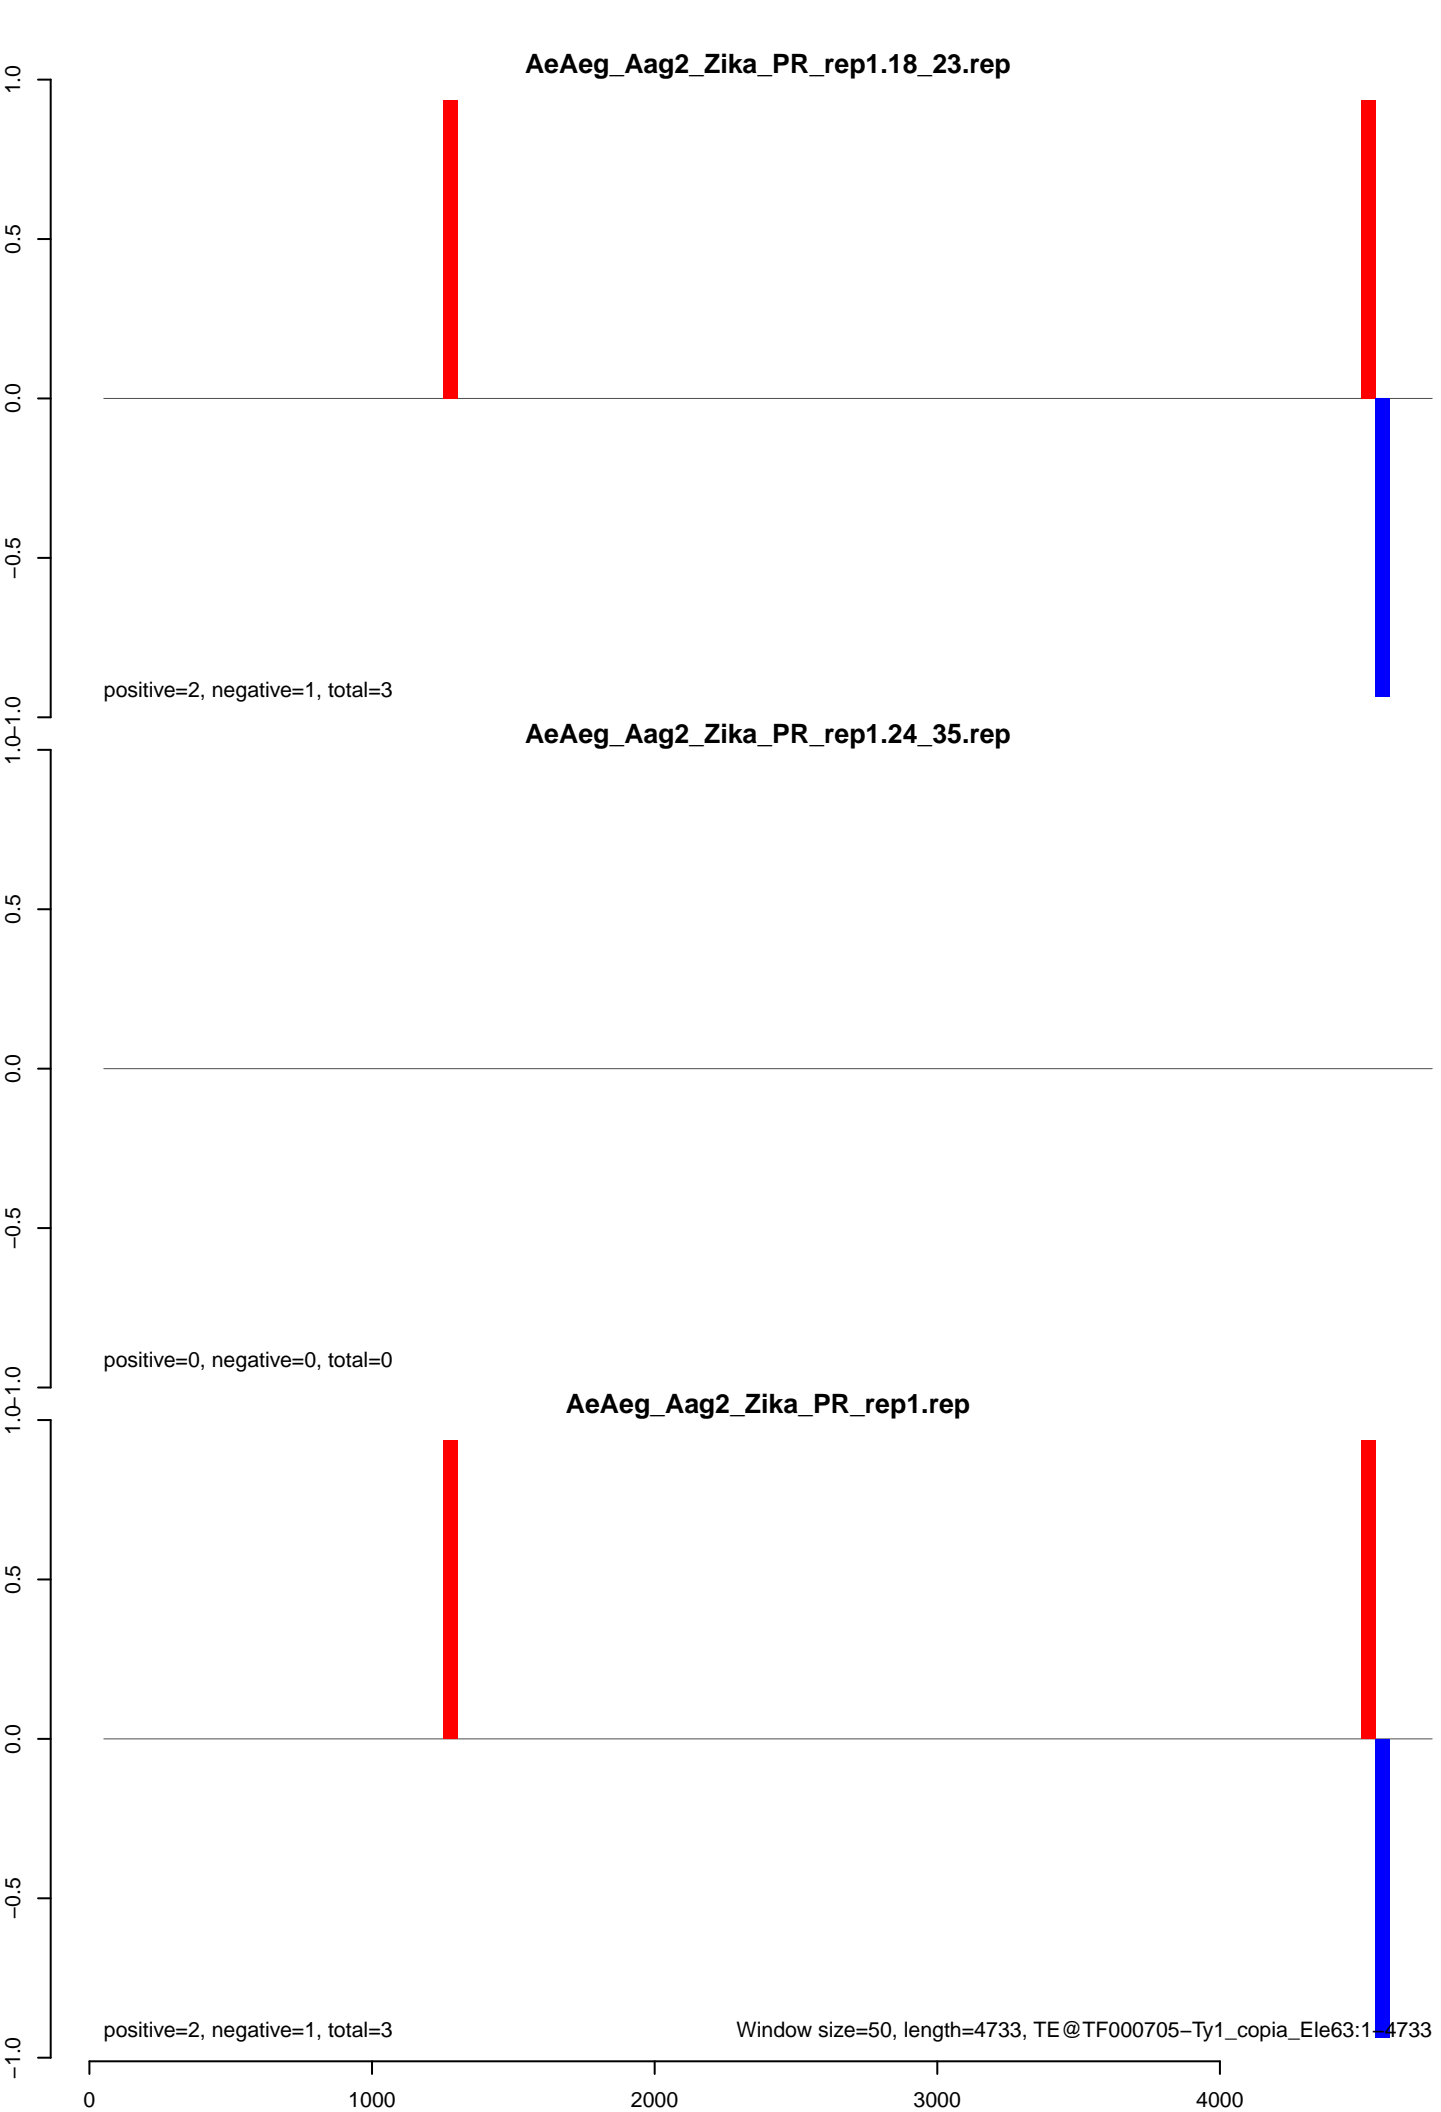 AeAeg_Aag2_Zika_PR_rep1.18_23.rep
1.0
0.5
0.0
−0.5
−1.0
positive=2, negative=1, total=3
AeAeg_Aag2_Zika_PR_rep1.24_35.rep
1.0
0.5
0.0
−0.5
−1.0
positive=0, negative=0, total=0
AeAeg_Aag2_Zika_PR_rep1.rep
1.0
0.5
0.0
−0.5
−1.0
positive=2, negative=1, total=3
Window size=50, length=4733, TE@TF000705−Ty1_copia_Ele63:1−4733
0 1000 2000 3000 4000